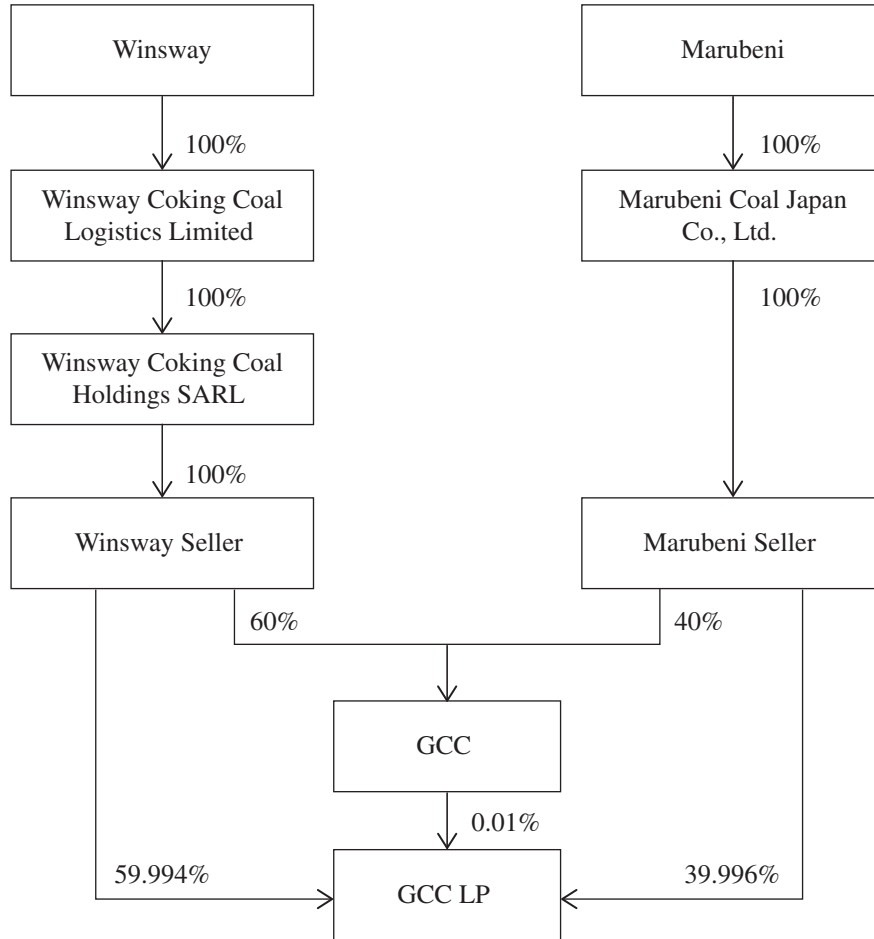 Winsway
Marubeni
100%
100%
Winsway Coking Coal
Logistics Limited
Marubeni Coal Japan
Co., Ltd.
100%
100%
Winsway Coking Coal
Holdings SARL
100%
Winsway Seller
Marubeni Seller
60%
40%
GCC
0.01%
59.994%
39.996%
GCC LP